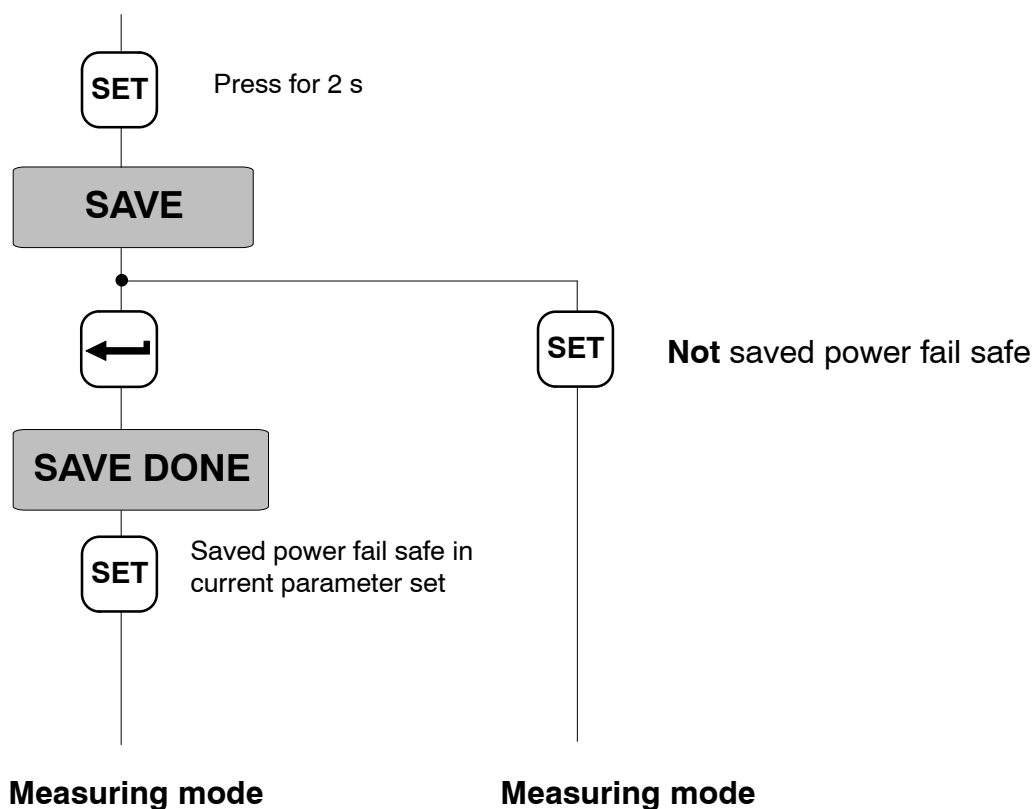 SET
Press for 2 s
SAVE
SET
Not saved power fail safe
SAVE DONE
SET
Saved power fail safe in
current parameter set
Measuring mode
Measuring mode